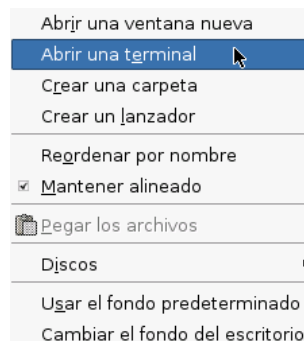 Abrir una ventana nueva
Abrir una terminal
Crear una carpeta
Crear un lanzador
Reordenar por nombre
Mantener alineado
Pegar los archivos
Discos
Usar el fondo predeterminado
Cambiar el fondo del escritorio